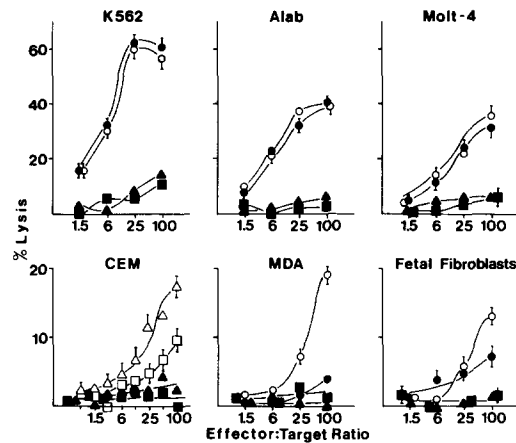 K562 Alab Molt-4
60
40
20
% Lysis
1.5 6 25 100 1.5 6 25 100 1.5 6 25 100
CEM MDA Fetal Fibroblasts
20
10
1.5 6 25 100 1.5 6 25 100 1.5 6 25 100
Effector:Target Ratio